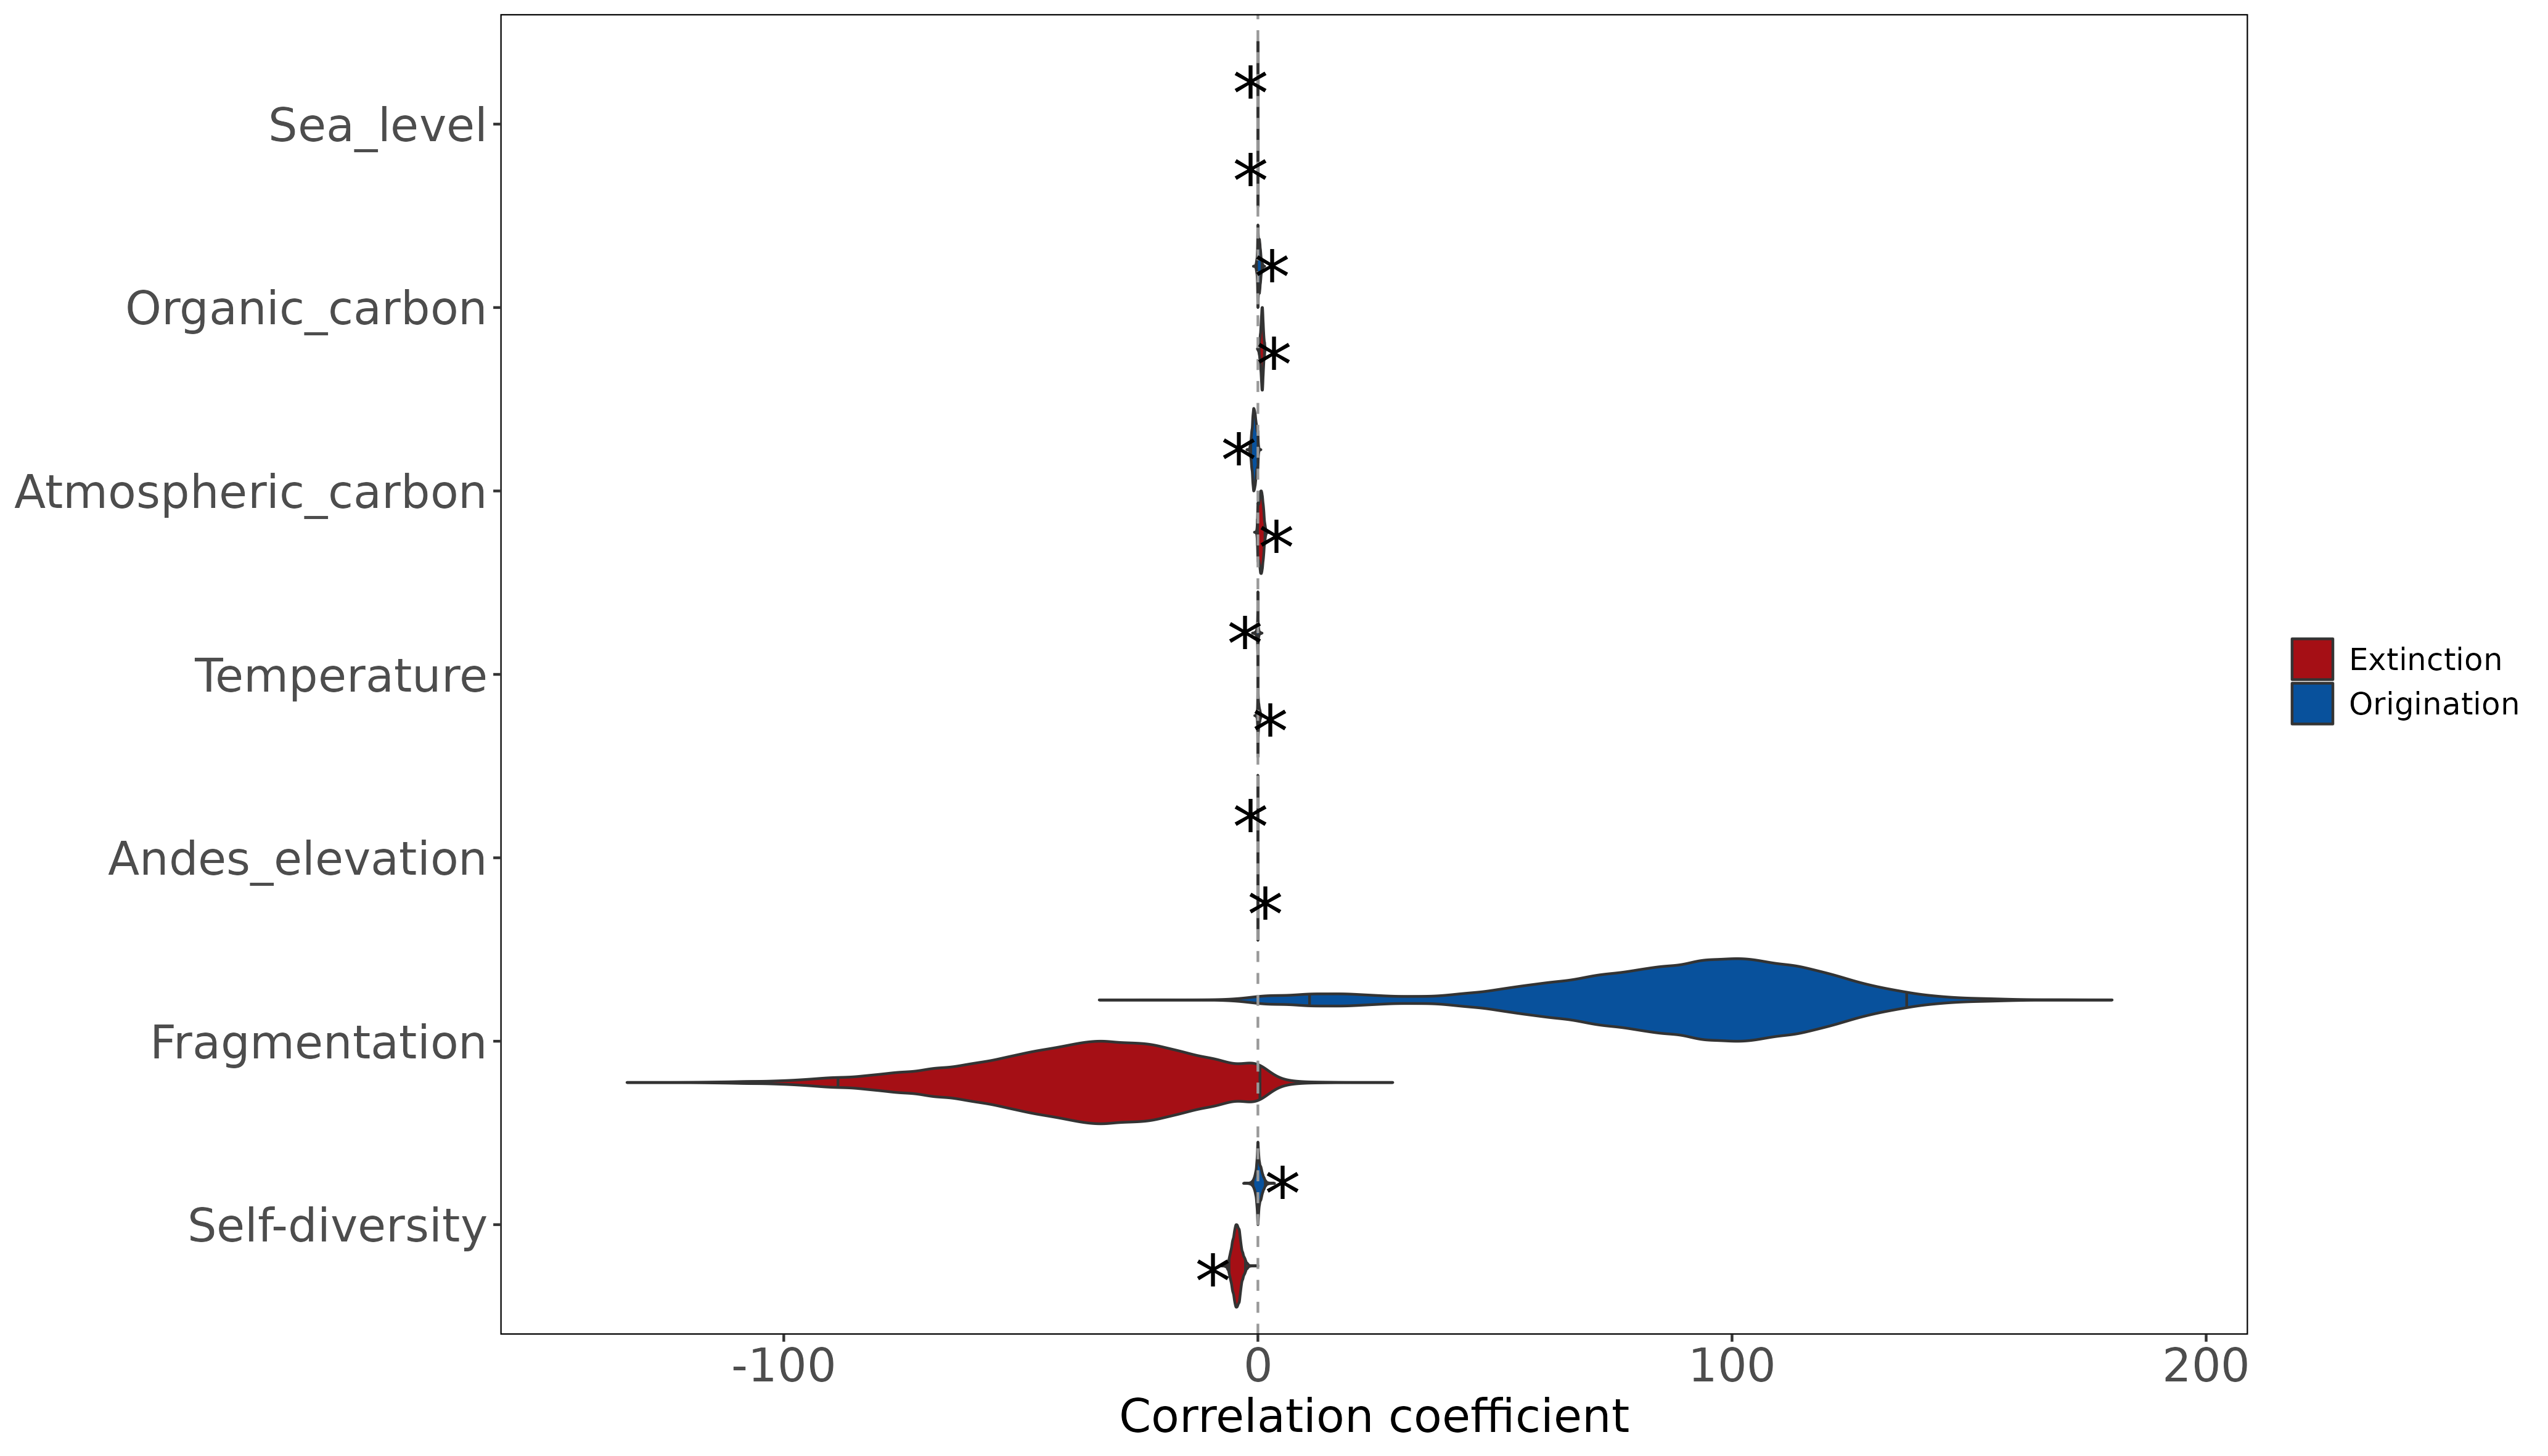 Sea_level
Organic_carbon
Atmospheric_carbon
Temperature
Andes_elevation
Fragmentation
Self-diversity
* * * * * * * * * * * *
Extinction
Origination
-100 0 100 200
Correlation coefficient